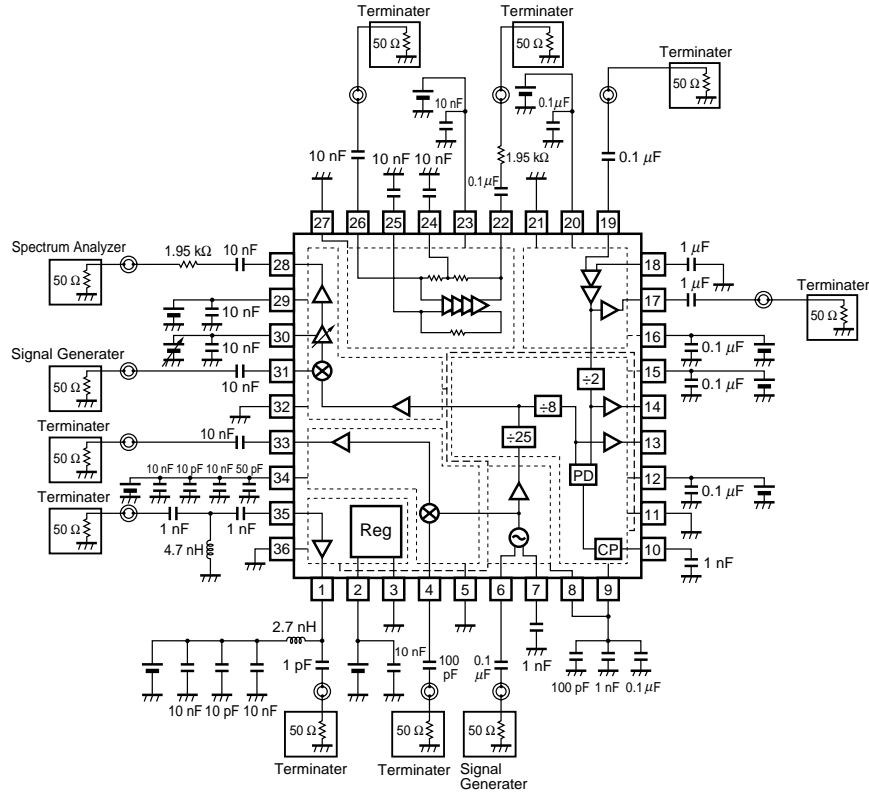 Terminater
50 Ω
Terminater
50 Ω
Terminater
50 Ω
10 nF
0.1 µF
10 nF
10 nF
10 nF
0.1 µF
1.95 kΩ
0.1 µF
27
26
25
24
23
22
21
20
19
Spectrum Analyzer
50 Ω
1.95 kΩ
10 nF
28
18
1 µF
10 nF
29
17
1 µF
Terminater
50 Ω
10 nF
30
16
0.1 µF
Signal Generater
50 Ω
10 nF
31
15
0.1 µF
÷2
32
÷8
14
Terminater
50 Ω
10 nF
33
÷25
13
10 nF
10 pF
10 nF
50 pF
34
PD
12
0.1 µF
Terminater
50 Ω
1 nF
1 nF
4.7 nH
35
11
Reg
36
CP
10
1 nF
1
2
3
4
5
6
7
8
9
2.7 nH
1 pF
10 nF
10 pF
10 nF
10 nF
100 pF
0.1 µF
1 nF
100 pF
1 nF
0.1 µF
50 Ω
Terminater
50 Ω
Terminater
50 Ω
Signal
Generater